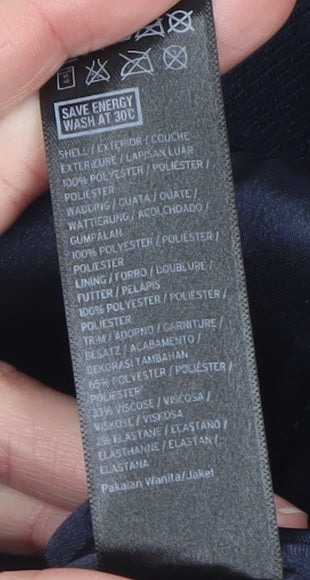 SAVE ENERGY
WASH AT 30°C
SHELL / EXTERIOR / COUCHE
EXTERIEURE / LAPISAN LUAR
100% POLYESTER / POLIÉSTER /
POLIESTER
WADDING / GUATA / OUATE /
WATTIERUNG / ACOLCHOADO /
GUMPALAN
100% POLYESTER / POLIÉSTER /
POLIESTER
LINING / FORRO / DOUBLURE /
FUTTER / PELAPIS
100% POLYESTER / POLIÉSTER /
POLIESTER
TRIM / ADORNO / GARNITURE /
BESATZ / ACABAMENTO /
DEKORASI TAMBAHAN
65% POLYESTER / POLIÉSTER /
POLIESTER
33% VISCOSE / VISCOSA /
VISKOSE / VISKOSA
2% ELASTANE / ELASTANO /
ELASTHANNE / ELASTAN /
ELASTANA
Pakaian Wanita/Jaket